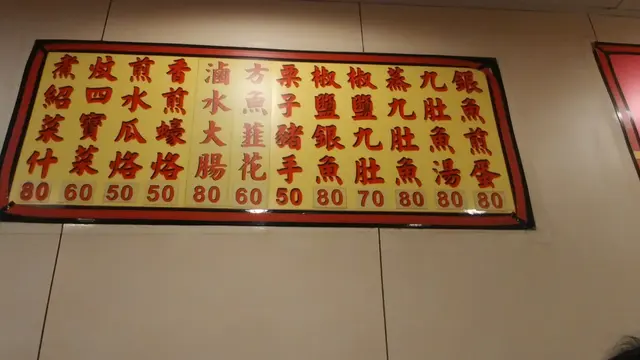 銀魚煎蛋 80
九肚魚湯 80
蒸九肚魚 80
椒鹽九肚 70
椒鹽銀魚 80
栗子豬手 50
方魚韮花 60
滷水大腸 80
香煎蠔烙 50
煎水瓜烙 50
炆四寶菜 60
煮紹菜什 80